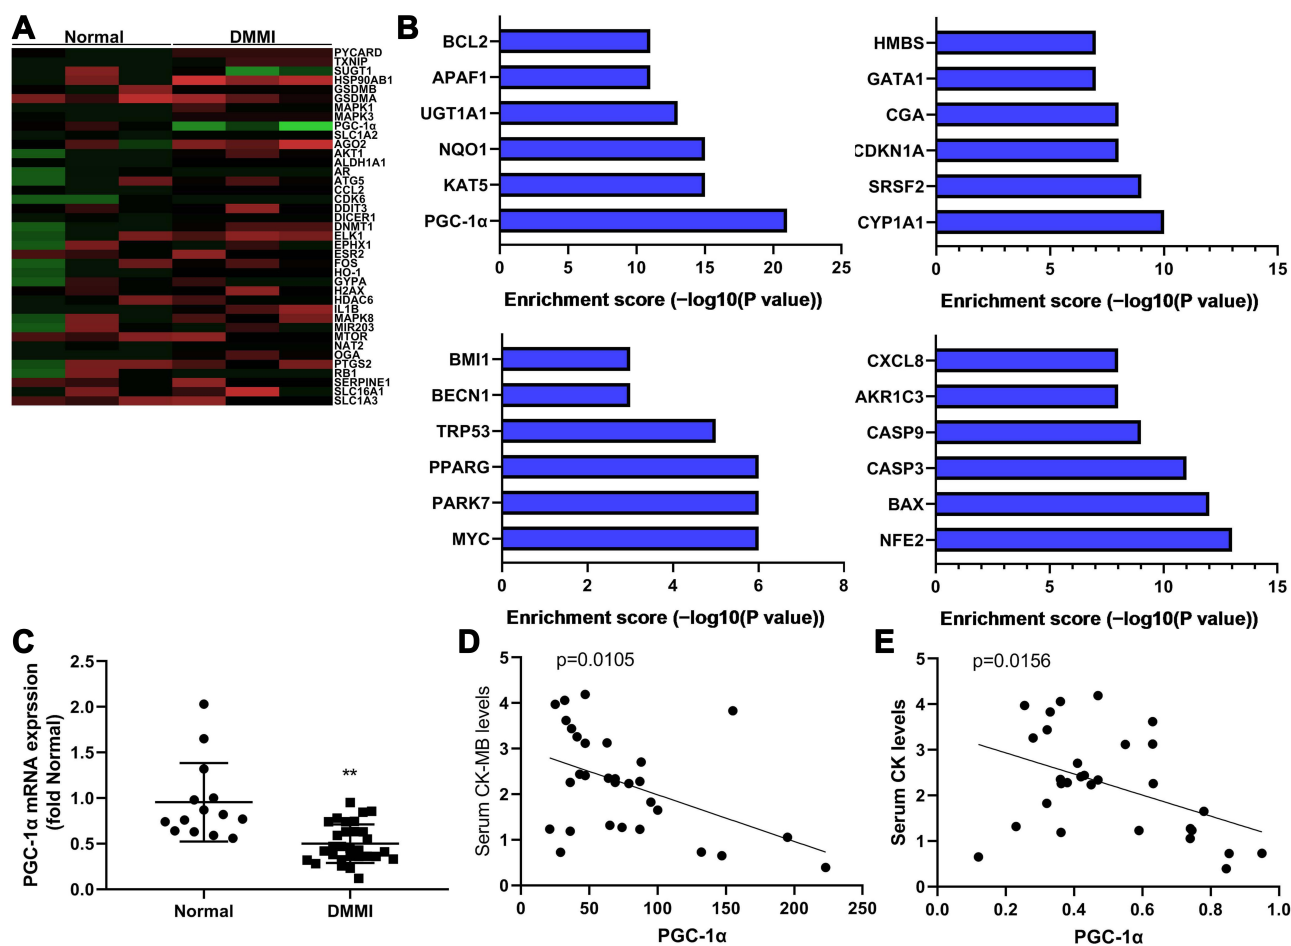 A
Normal
DMMI
PYCARD
TXNIP
SUGT1
HSP90AB1
GSDMB
GSDMA
MAPK1
MAPK3
PGC-1α
SLC1A2
AGO2
AKT1
ALDH1A1
AR
ATG5
CCL2
CDK6
DDIT3
DICER1
DNMT1
ELK1
EPHX1
ESR2
FOS
HO-1
GYPA
H2AX
HDAC6
IL1B
MAPK8
MIR203
MTOR
NAT2
OGA
PTGS2
RB1
SERPINE1
SLC16A1
SLC1A3
B
BCL2
APAF1
UGT1A1
NQO1
KAT5
PGC-1α
0 5 10 15 20 25
Enrichment score (−log10(P value))
HMBS
GATA1
CGA
CDKN1A
SRSF2
CYP1A1
0 5 10 15
Enrichment score (−log10(P value))
BMI1
BECN1
TRP53
PPARG
PARK7
MYC
0 2 4 6 8
Enrichment score (−log10(P value))
CXCL8
AKR1C3
CASP9
CASP3
BAX
NFE2
0 5 10 15
Enrichment score (−log10(P value))
C
PGC-1α mRNA exprssion
(fold Normal)
2.5
2.0
1.5
1.0
0.5
0.0
**
Normal DMMI
D
p=0.0105
Serum CK-MB levels
5
4
3
2
1
0
0 50 100 150 200 250
PGC-1α
E
p=0.0156
Serum CK levels
5
4
3
2
1
0
0.0 0.2 0.4 0.6 0.8 1.0
PGC-1α